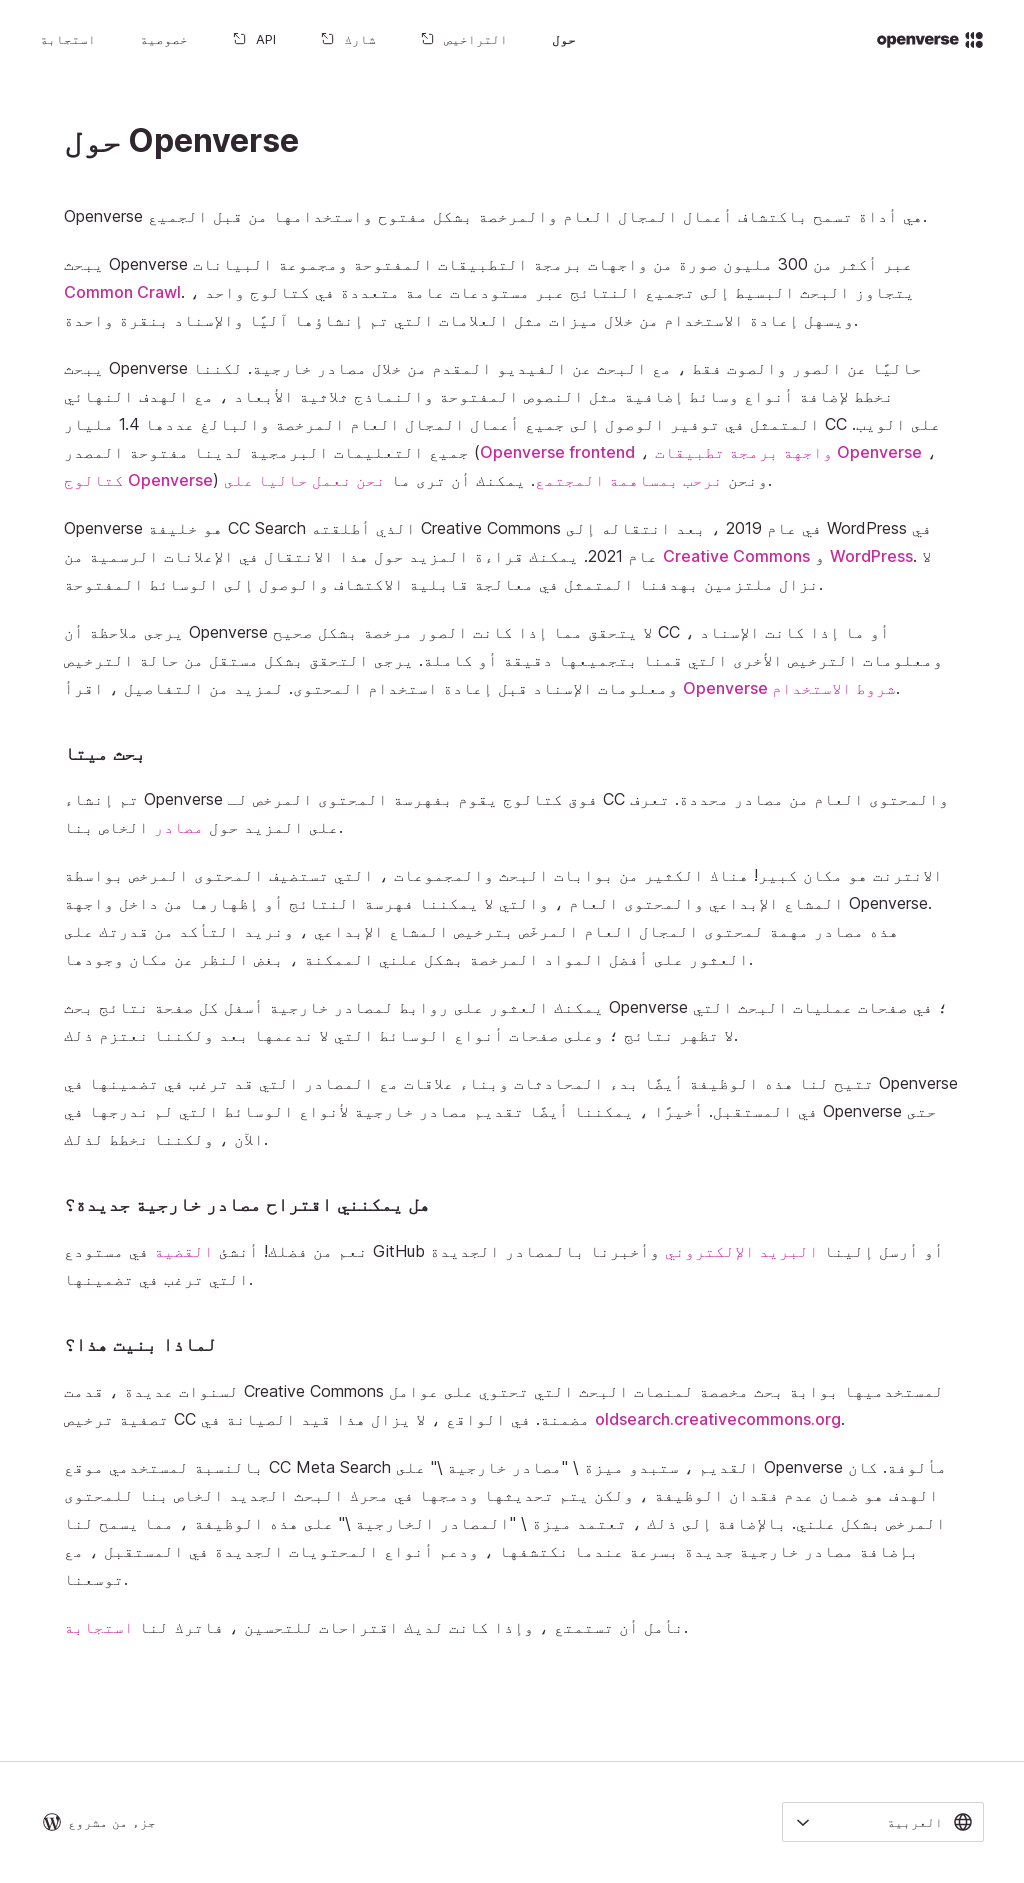 openverse
حول
التراخيص
شارك
API
خصوصية
استجابة
حول Openverse
Openverse هي أداة تسمح باكتشاف أعمال المجال العام والمرخصة بشكل مفتوح واستخدامها من قبل الجميع.
يبحث Openverse عبر أكثر من 300 مليون صورة من واجهات برمجة التطبيقات المفتوحة ومجموعة البيانات
Common Crawl. يتجاوز البحث البسيط إلى تجميع النتائج عبر مستودعات عامة متعددة في كتالوج واحد ،
ويسهل إعادة الاستخدام من خلال ميزات مثل العلامات التي تم إنشاؤها آليًا والإسناد بنقرة واحدة.
يبحث Openverse حاليًا عن الصور والصوت فقط ، مع البحث عن الفيديو المقدم من خلال مصادر خارجية. لكننا
نخطط لإضافة أنواع وسائط إضافية مثل النصوص المفتوحة والنماذج ثلاثية الأبعاد ، مع الهدف النهائي
المتمثل في توفير الوصول إلى جميع أعمال المجال العام المرخصة والبالغ عددها 1.4 مليار CC على الويب.
جميع التعليمات البرمجية لدينا مفتوحة المصدر (Openverse frontend ، واجهة برمجة تطبيقات Openverse ،
كتالوج Openverse) ونحن نرحب بمساهمة المجتمع. يمكنك أن ترى ما نحن نعمل حاليا على.
Openverse هو خليفة CC Search الذي أطلقته Creative Commons في عام 2019 ، بعد انتقاله إلى WordPress في
عام 2021. يمكنك قراءة المزيد حول هذا الانتقال في الإعلانات الرسمية من Creative Commons و WordPress. لا
نزال ملتزمين بهدفنا المتمثل في معالجة قابلية الاكتشاف والوصول إلى الوسائط المفتوحة.
يرجى ملاحظة أن Openverse لا يتحقق مما إذا كانت الصور مرخصة بشكل صحيح CC ، أو ما إذا كانت الإسناد
ومعلومات الترخيص الأخرى التي قمنا بتجميعها دقيقة أو كاملة. يرجى التحقق بشكل مستقل من حالة الترخيص
ومعلومات الإسناد قبل إعادة استخدام المحتوى. لمزيد من التفاصيل ، اقرأ Openverse شروط الاستخدام.
بحث ميتا
تم إنشاء Openverse فوق كتالوج يقوم بفهرسة المحتوى المرخص لـ CC والمحتوى العام من مصادر محددة. تعرف
على المزيد حول مصادر الخاص بنا.
الانترنت هو مكان كبير! هناك الكثير من بوابات البحث والمجموعات ، التي تستضيف المحتوى المرخص بواسطة
المشاع الإبداعي والمحتوى العام ، والتي لا يمكننا فهرسة النتائج أو إظهارها من داخل واجهة Openverse.
هذه مصادر مهمة لمحتوى المجال العام المرخّص بترخيص المشاع الإبداعي ، ونريد التأكد من قدرتك على
العثور على أفضل المواد المرخصة بشكل علني الممكنة ، بغض النظر عن مكان وجودها.
يمكنك العثور على روابط لمصادر خارجية أسفل كل صفحة نتائج بحث Openverse ؛ في صفحات عمليات البحث التي
لا تظهر نتائج ؛ وعلى صفحات أنواع الوسائط التي لا ندعمها بعد ولكننا نعتزم ذلك.
تتيح لنا هذه الوظيفة أيضًا بدء المحادثات وبناء علاقات مع المصادر التي قد ترغب في تضمينها في Openverse
في المستقبل. أخيرًا ، يمكننا أيضًا تقديم مصادر خارجية لأنواع الوسائط التي لم ندرجها في Openverse حتى
الآن ، ولكننا نخطط لذلك.
هل يمكنني اقتراح مصادر خارجية جديدة؟
نعم من فضلك! أنشئ القضية في مستودع GitHub أو أرسل إلينا البريد الإلكتروني وأخبرنا بالمصادر الجديدة
التي ترغب في تضمينها.
لماذا بنيت هذا؟
لسنوات عديدة ، قدمت Creative Commons لمستخدميها بوابة بحث مخصصة لمنصات البحث التي تحتوي على عوامل
تصفية ترخيص CC مضمنة. في الواقع ، لا يزال هذا قيد الصيانة في oldsearch.creativecommons.org.
بالنسبة لمستخدمي موقع CC Meta Search القديم ، ستبدو ميزة \ "مصادر خارجية \" على Openverse مألوفة. كان
الهدف هو ضمان عدم فقدان الوظيفة ، ولكن يتم تحديثها ودمجها في محرك البحث الجديد الخاص بنا للمحتوى
المرخص بشكل علني. بالإضافة إلى ذلك ، تعتمد ميزة \ "المصادر الخارجية \" على هذه الوظيفة ، مما يسمح لنا
بإضافة مصادر خارجية جديدة بسرعة عندما نكتشفها ، ودعم أنواع المحتويات الجديدة في المستقبل ، مع
توسعنا.
نأمل أن تستمتع ، وإذا كانت لديك اقتراحات للتحسين ، فاترك لنا استجابة.
العربية
جزء من مشروع